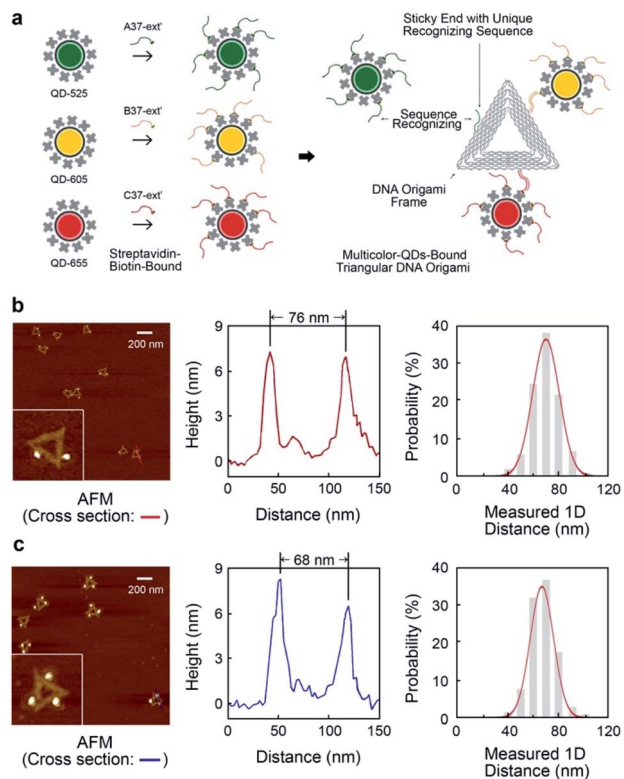 a
A37-ext'
QD-525
B37-ext'
QD-605
C37-ext'
QD-655
Streptavidin-
Biotin-Bound
Sticky End with Unique
Recognizing Sequence
Sequence
Recognizing
DNA Origami
Frame
Multicolor-QDs-Bound
Triangular DNA Origami
b
200 nm
AFM
(Cross section: )
76 nm
Height (nm)
9
6
3
0
0 50 100 150
Distance (nm)
Probability (%)
40
30
20
10
0
0 40 80 120
Measured 1D
Distance (nm)
c
200 nm
AFM
(Cross section: )
68 nm
Height (nm)
9
6
3
0
0 50 100 150
Distance (nm)
Probability (%)
40
30
20
10
0
0 40 80 120
Measured 1D
Distance (nm)